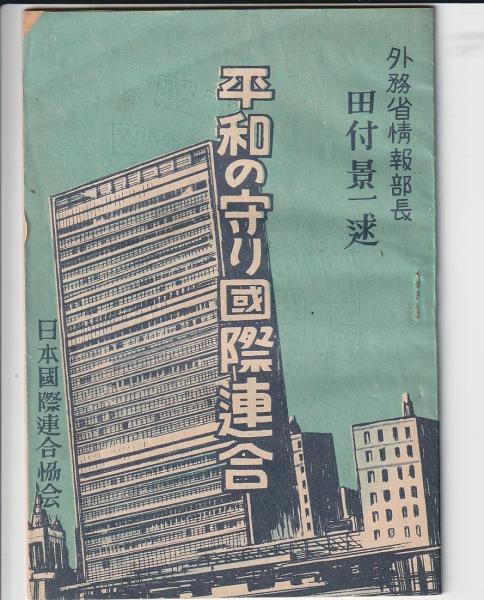 外務省情報部長
田付景一述
平和の守り國際連合
日本國際連合協会